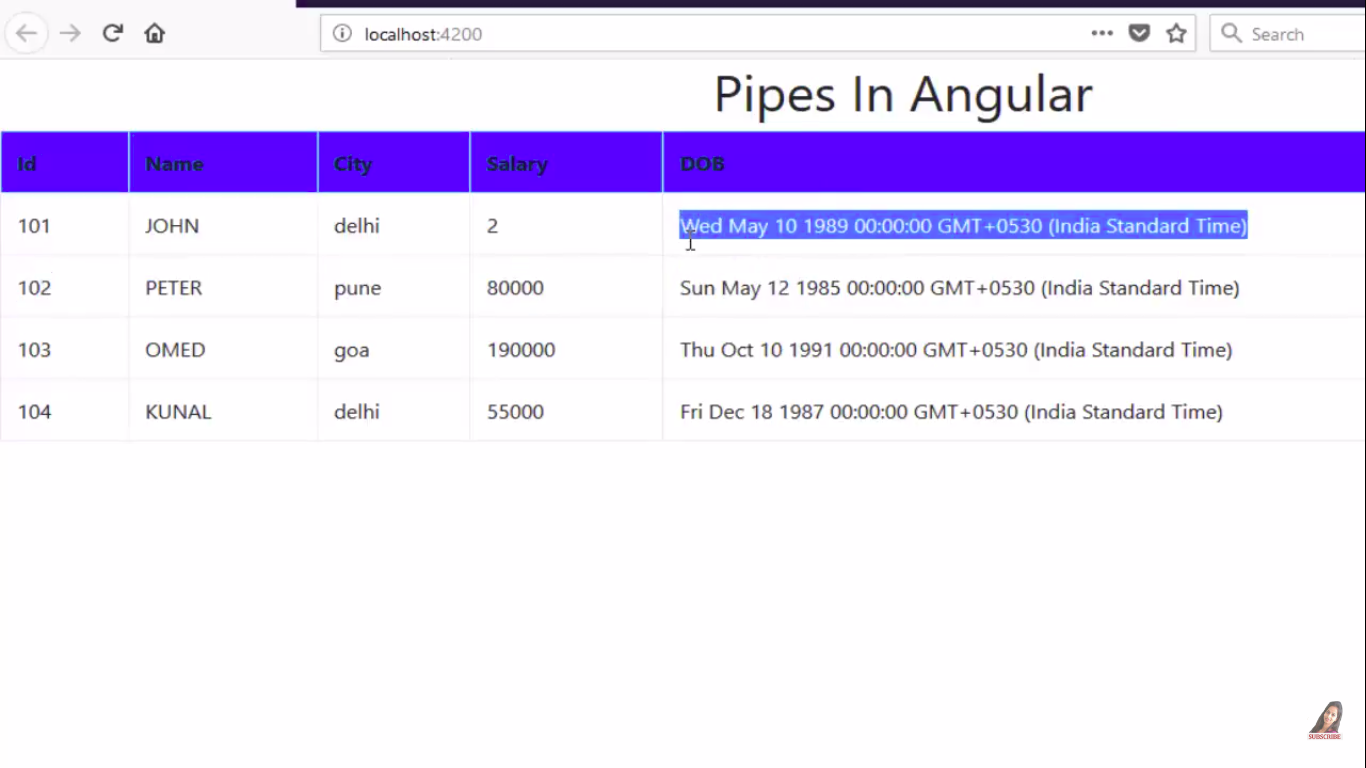 localhost:4200
Search
Pipes In Angular
Id Name City Salary DOB
101 JOHN delhi 2 Wed May 10 1989 00:00:00 GMT+0530 (India Standard Time)
102 PETER pune 80000 Sun May 12 1985 00:00:00 GMT+0530 (India Standard Time)
103 OMED goa 190000 Thu Oct 10 1991 00:00:00 GMT+0530 (India Standard Time)
104 KUNAL delhi 55000 Fri Dec 18 1987 00:00:00 GMT+0530 (India Standard Time)
SUBSCRIBE